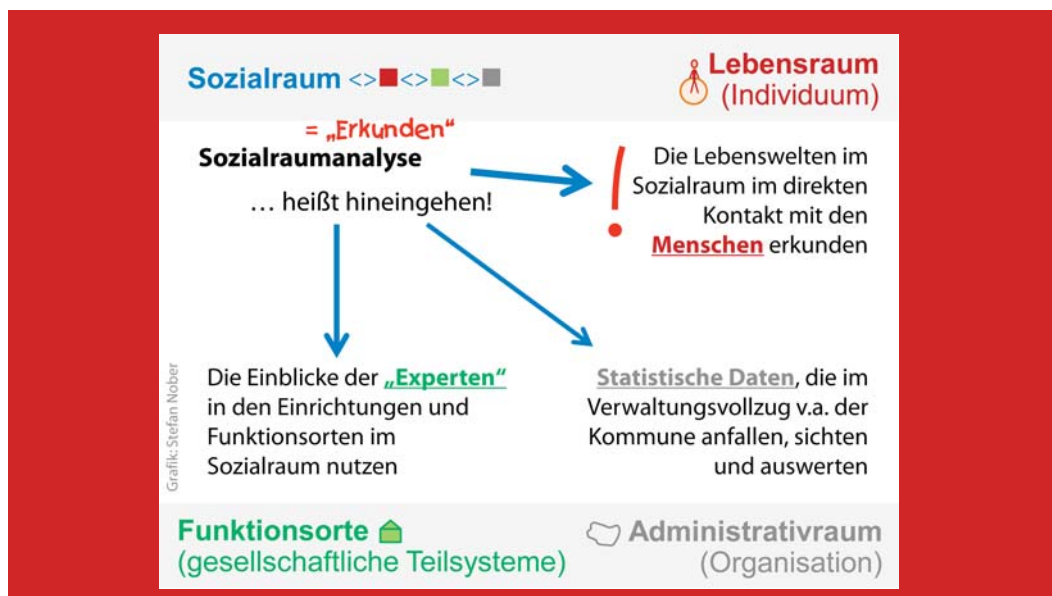 Sozialraum <>■<>■<>■
Lebensraum
(Individuum)
= „Erkunden“
Sozialraumanalyse
… heißt hineingehen!
!
Die Lebenswelten im
Sozialraum im direkten
Kontakt mit den
Menschen erkunden
Die Einblicke der „Experten“
in den Einrichtungen und
Funktionsorten im
Sozialraum nutzen
Statistische Daten, die im
Verwaltungsvollzug v.a. der
Kommune anfallen, sichten
und auswerten
Grafik: Stefan Nober
Funktionsorte
(gesellschaftliche Teilsysteme)
Administrativraum
(Organisation)